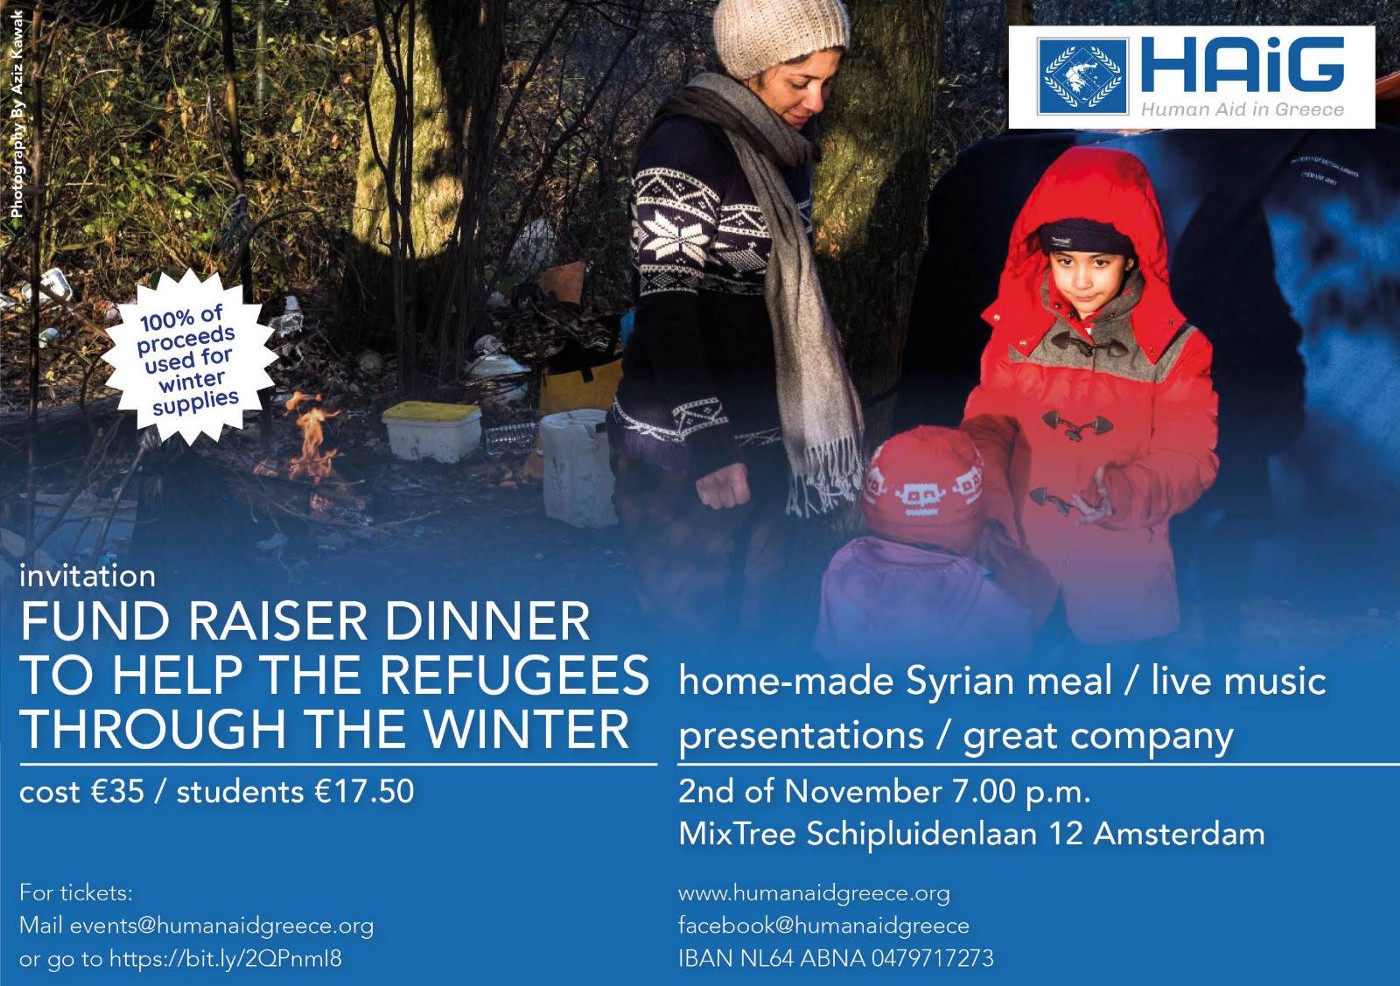 Photography By Aziz Kawak
HAiG
Human Aid in Greece
100% of
proceeds
used for
winter
supplies
invitation
FUND RAISER DINNER
TO HELP THE REFUGEES
THROUGH THE WINTER
cost €35 / students €17.50
home-made Syrian meal / live music
presentations / great company
2nd of November 7.00 p.m.
MixTree Schipluidenlaan 12 Amsterdam
For tickets:
Mail events@humanaidgreece.org
or go to https://bit.ly/2QPnmI8
www.humanaidgreece.org
facebook@humanaidgreece
IBAN NL64 ABNA 0479717273